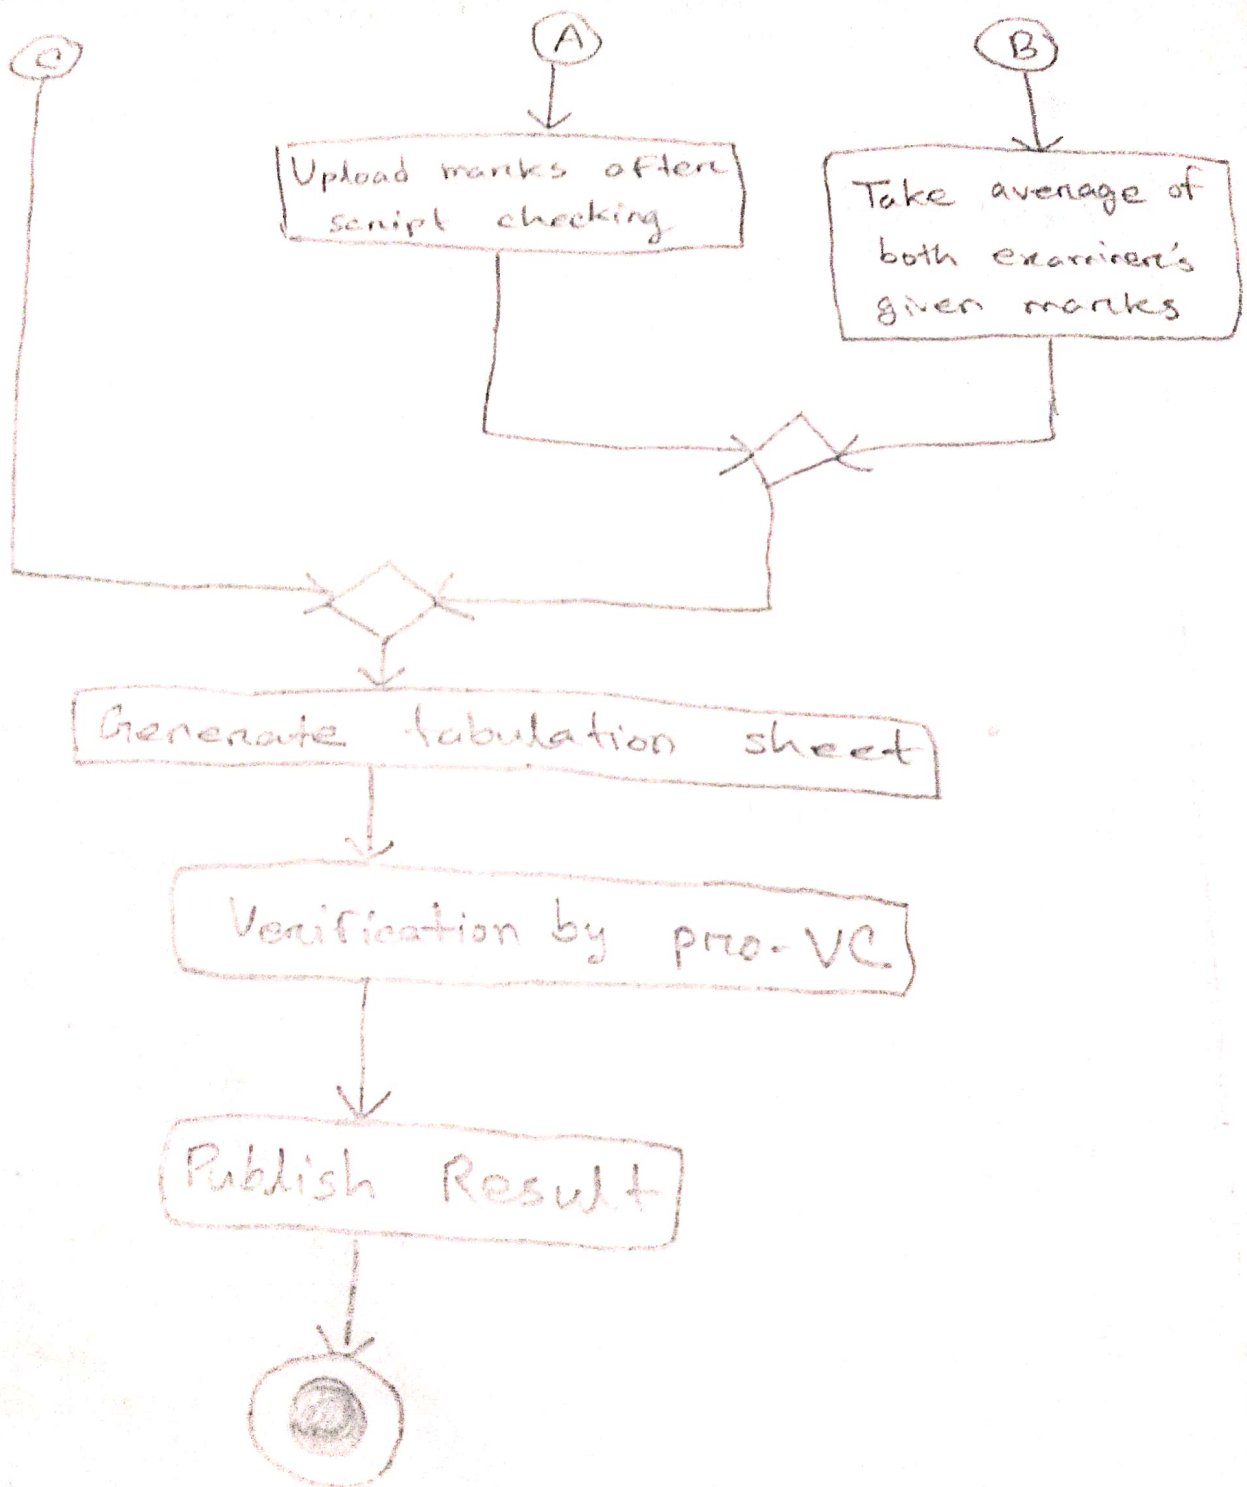 C
A
B
Upload marks after
script checking
Take average of
both examiner's
given marks
Generate tabulation sheet
Verification by pro-VC
Publish Result